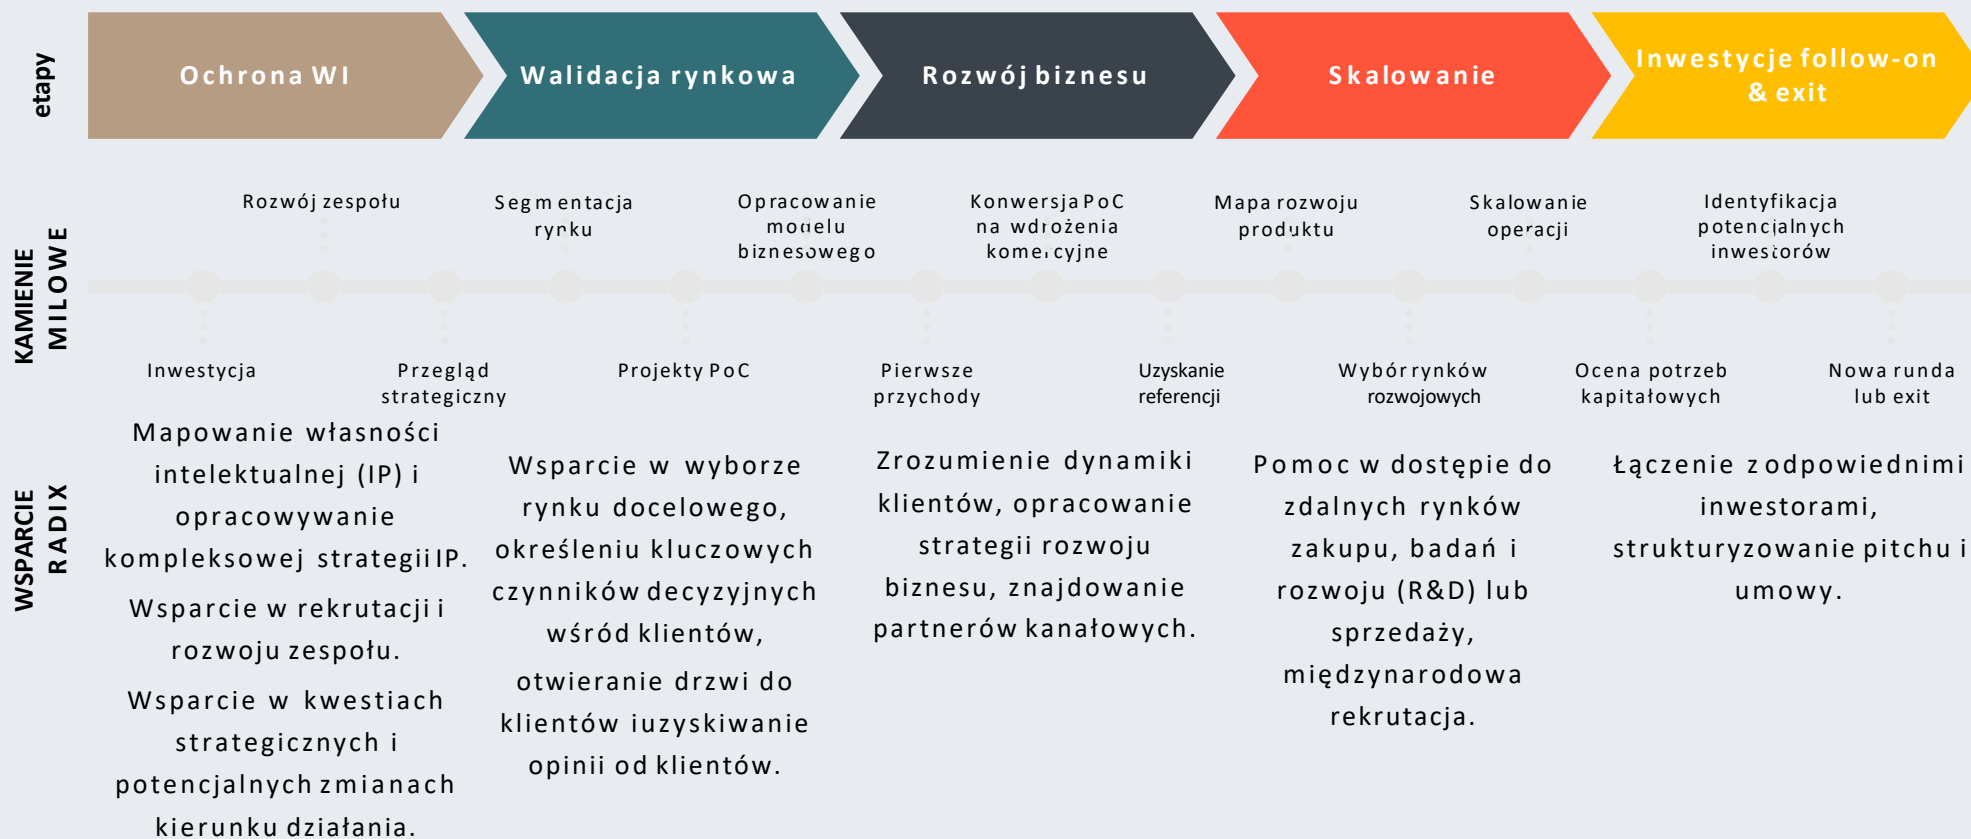 etapy
Ochrona WI
Walidacja rynkowa
Rozwój biznesu
Skalowanie
Inwestycje follow-on
& exit
KAMIENIE
MILOWE
Rozwój zespołu
Segmentacja
rynku
Opracowanie
modelu
biznesowego
Konwersja PoC
na wdrożenia
komercyjne
Mapa rozwoju
produktu
Skalowanie
operacji
Identyfikacja
potencjalnych
inwestorów
Inwestycja
Przegląd
strategiczny
Projekty PoC
Pierwsze
przychody
Uzyskanie
referencji
Wybór rynków
rozwojowych
Ocena potrzeb
kapitałowych
Nowa runda
lub exit
WSPARCIE
RADIX
Mapowanie własności
intelektualnej (IP) i
opracowywanie
kompleksowej strategii IP.
Wsparcie w rekrutacji i
rozwoju zespołu.
Wsparcie w kwestiach
strategicznych i
potencjalnych zmianach
kierunku działania.
Wsparcie w wyborze
rynku docelowego,
określeniu kluczowych
czynników decyzyjnych
wśród klientów,
otwieranie drzwi do
klientów iuzyskiwanie
opinii od klientów.
Zrozumienie dynamiki
klientów, opracowanie
strategii rozwoju
biznesu, znajdowanie
partnerów kanałowych.
Pomoc w dostępie do
zdalnych rynków
zakupu, badań i
rozwoju (R&D) lub
sprzedaży,
międzynarodowa
rekrutacja.
Łączenie z odpowiednimi
inwestorami,
strukturyzowanie pitchu i
umowy.